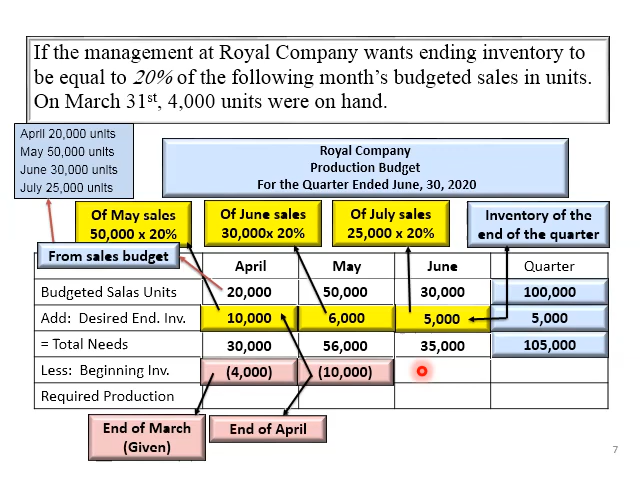 If the management at Royal Company wants ending inventory to
be equal to 20% of the following month's budgeted sales in units.
On March 31st, 4,000 units were on hand.
April 20,000 units
May 50,000 units
June 30,000 units
July 25,000 units
Royal Company
Production Budget
For the Quarter Ended June, 30, 2020
Of May sales
50,000 x 20%
Of June sales
30,000x 20%
Of July sales
25,000 x 20%
Inventory of the
end of the quarter
From sales budget
April May June Quarter
Budgeted Salas Units 20,000 50,000 30,000 100,000
Add: Desired End. Inv. 10,000 6,000 5,000 5,000
= Total Needs 30,000 56,000 35,000 105,000
Less: Beginning Inv. (4,000) (10,000)
Required Production
End of March
(Given)
End of April
7